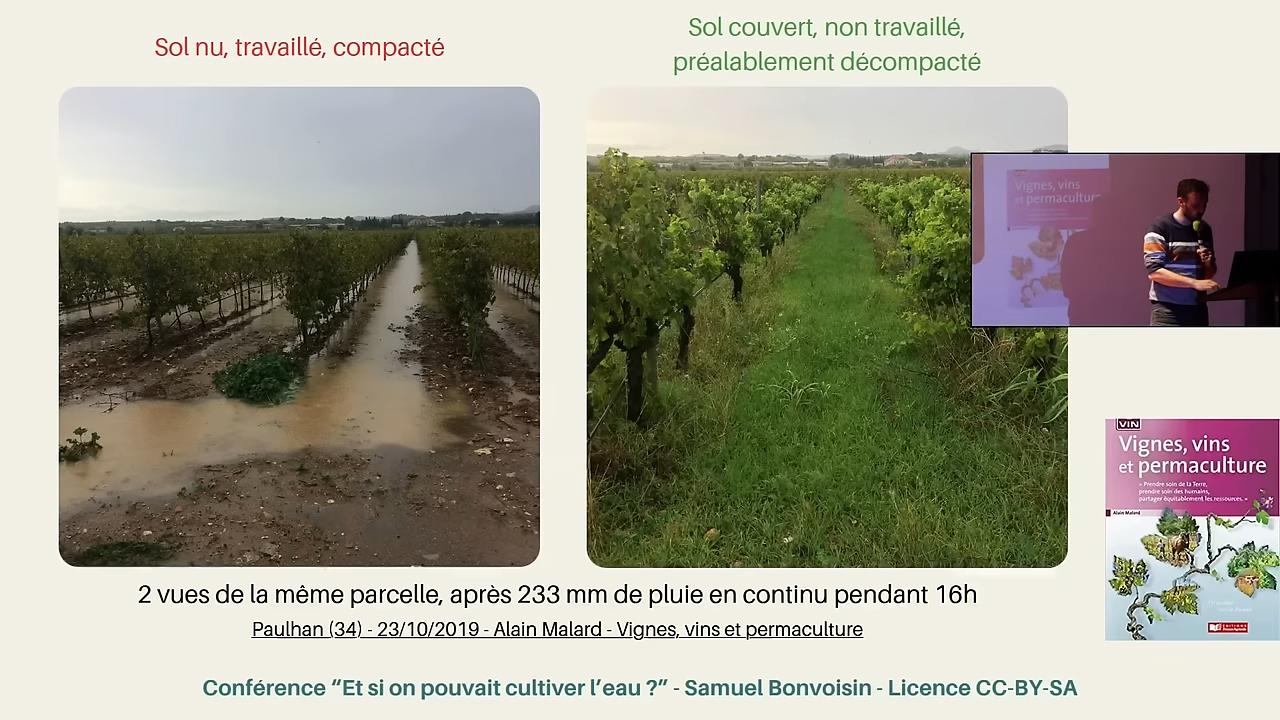 Sol nu, travaillé, compacté
Sol couvert, non travaillé,
préalablement décompacté
Vignes, vins
et permaculture
VIN
Vignes, vins
et permaculture
« Prendre soin de la Terre,
prendre soin des humains,
partager équitablement les ressources. »
Alain Malard
2 vues de la même parcelle, après 233 mm de pluie en continu pendant 16h
Paulhan (34) - 23/10/2019 - Alain Malard - Vignes, vins et permaculture
Conférence “Et si on pouvait cultiver l’eau ?” - Samuel Bonvoisin - Licence CC-BY-SA